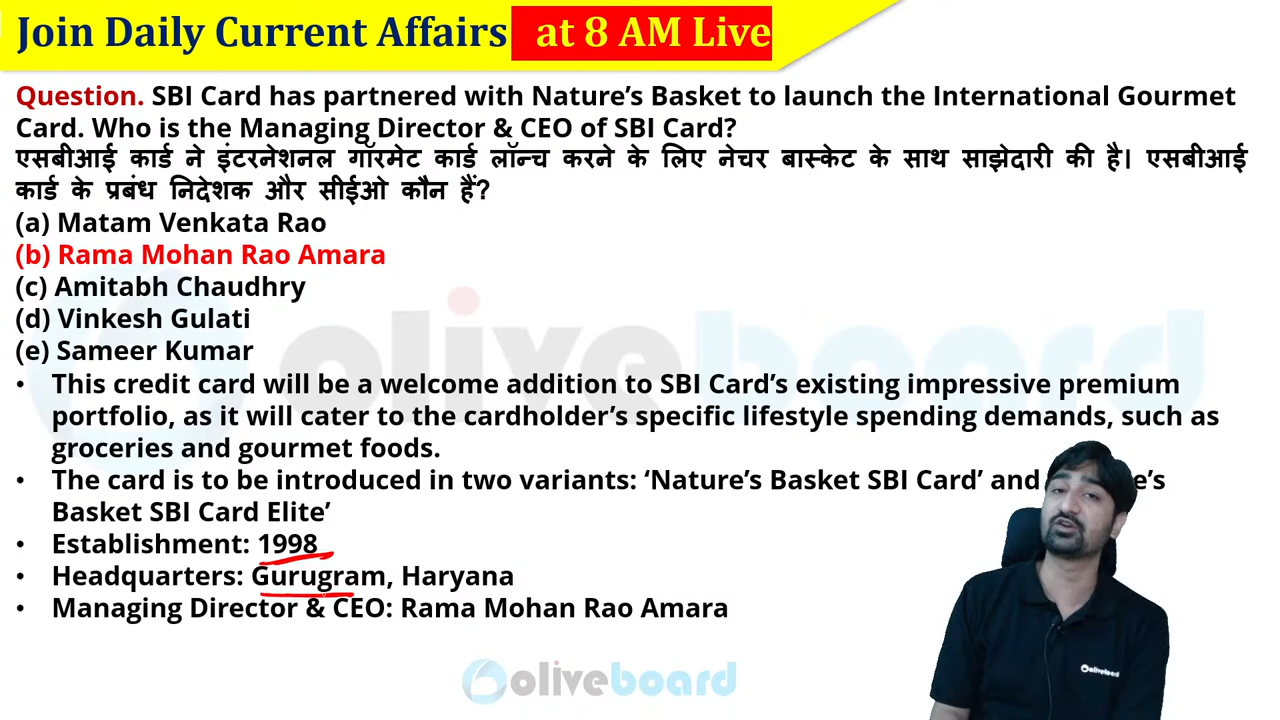 Join Daily Current Affairs at 8 AM Live
Question. SBI Card has partnered with Nature’s Basket to launch the International Gourmet
Card. Who is the Managing Director & CEO of SBI Card?
एसबीआई कार्ड ने इंटरनेशनल गॉरमेट कार्ड लॉन्च करने के लिए नेचर बास्केट के साथ साझेदारी की है। एसबीआई
कार्ड के प्रबंध निदेशक और सीईओ कौन हैं?
(a) Matam Venkata Rao
(b) Rama Mohan Rao Amara
(c) Amitabh Chaudhry
(d) Vinkesh Gulati
(e) Sameer Kumar
• This credit card will be a welcome addition to SBI Card’s existing impressive premium
portfolio, as it will cater to the cardholder’s specific lifestyle spending demands, such as
groceries and gourmet foods.
• The card is to be introduced in two variants: ‘Nature’s Basket SBI Card’ and
Basket SBI Card Elite’
• Establishment: 1998
• Headquarters: Gurugram, Haryana
• Managing Director & CEO: Rama Mohan Rao Amara
oliveboard
oliveboard
oliveboard